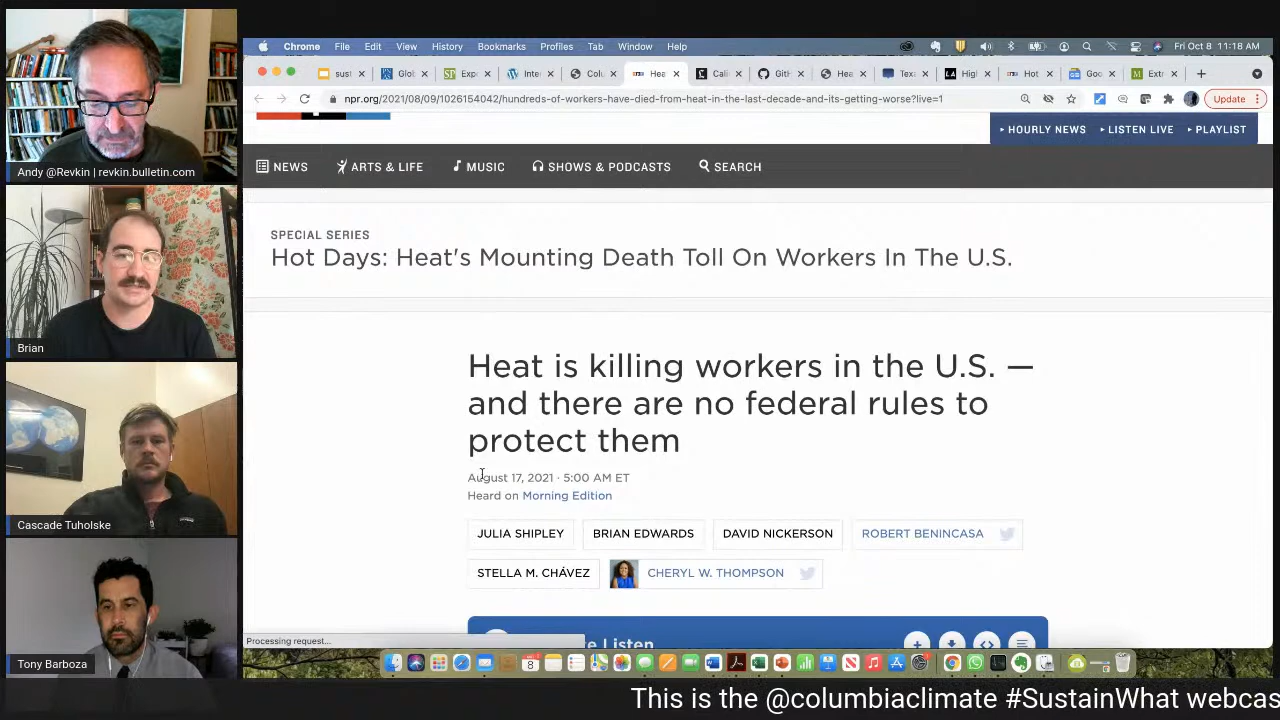 Andy @Revkin | revkin.bulletin.com
Brian
Cascade Tuholske
Tony Barboza
Chrome File Edit View History Bookmarks Profiles Tab Window Help Fri Oct 8 11:18 AM
npr.org/2021/08/09/1026154042/hundreds-of-workers-have-died-from-heat-in-the-last-decade-and-its-getting-worse?live=1
Update
HOURLY NEWS LISTEN LIVE PLAYLIST
NEWS ARTS & LIFE MUSIC SHOWS & PODCASTS SEARCH
SPECIAL SERIES
Hot Days: Heat's Mounting Death Toll On Workers In The U.S.
Heat is killing workers in the U.S. —
and there are no federal rules to
protect them
August 17, 2021 · 5:00 AM ET
Heard on Morning Edition
JULIA SHIPLEY BRIAN EDWARDS DAVID NICKERSON ROBERT BENINCASA
STELLA M. CHÁVEZ CHERYL W. THOMPSON
Listen
Processing request...
This is the @columbiaclimate #SustainWhat webcas